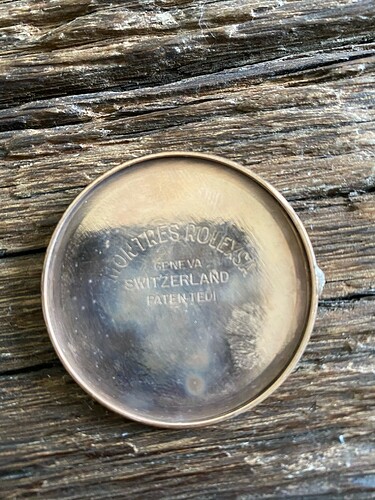 MONTRES ROLEX S.A
GENEVA
SWITZERLAND
PATENTED